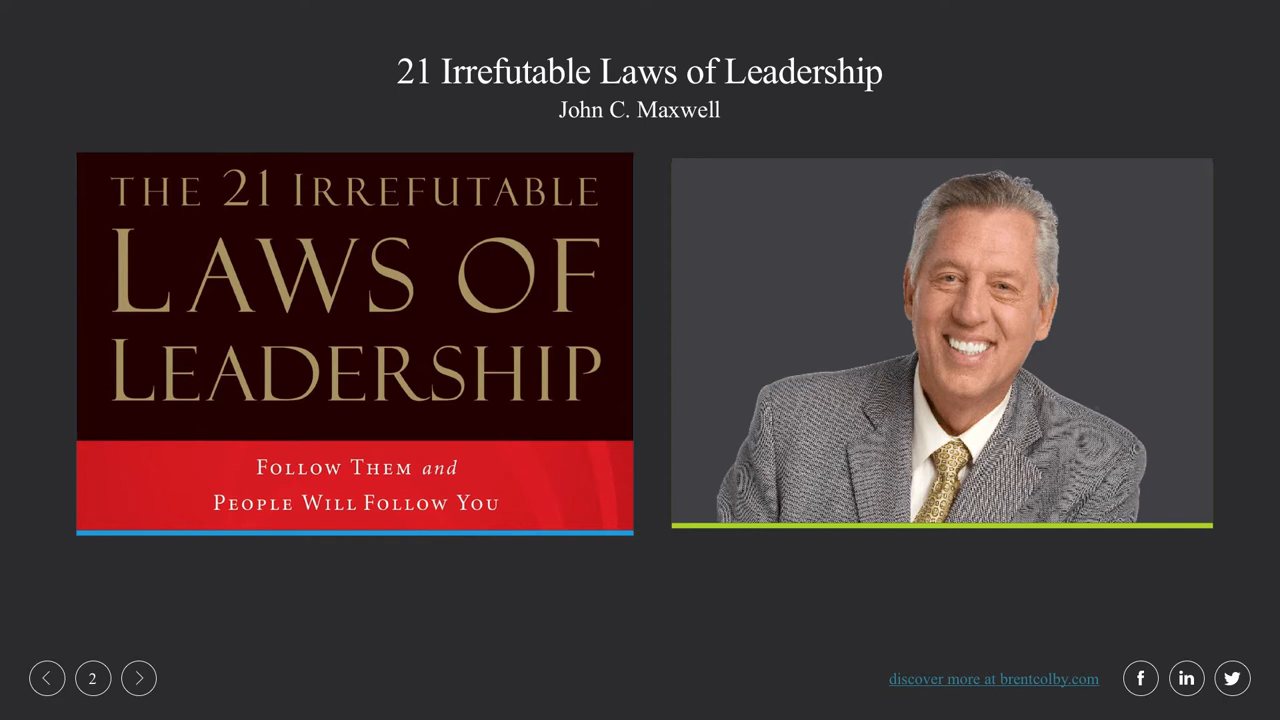 21 Irrefutable Laws of Leadership
John C. Maxwell
THE 21 IRREFUTABLE
LAWS OF
LEADERSHIP
FOLLOW THEM and
PEOPLE WILL FOLLOW YOU
2
discover more at brentcolby.com